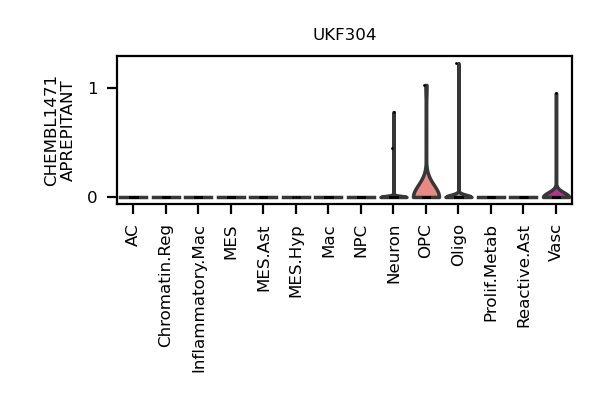 UKF304
CHEMBL1471
APREPITANT
1
0
AC
Chromatin.Reg
Inflammatory.Mac
MES
MES.Ast
MES.Hyp
Mac
NPC
Neuron
OPC
Oligo
Prolif.Metab
Reactive.Ast
Vasc